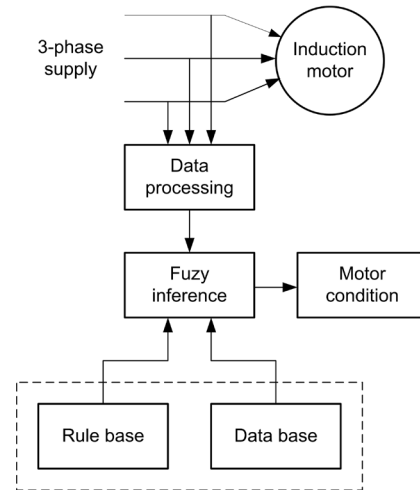 3-phase
supply
Induction
motor
Data
processing
Fuzy
inference
Motor
condition
Rule base
Data base